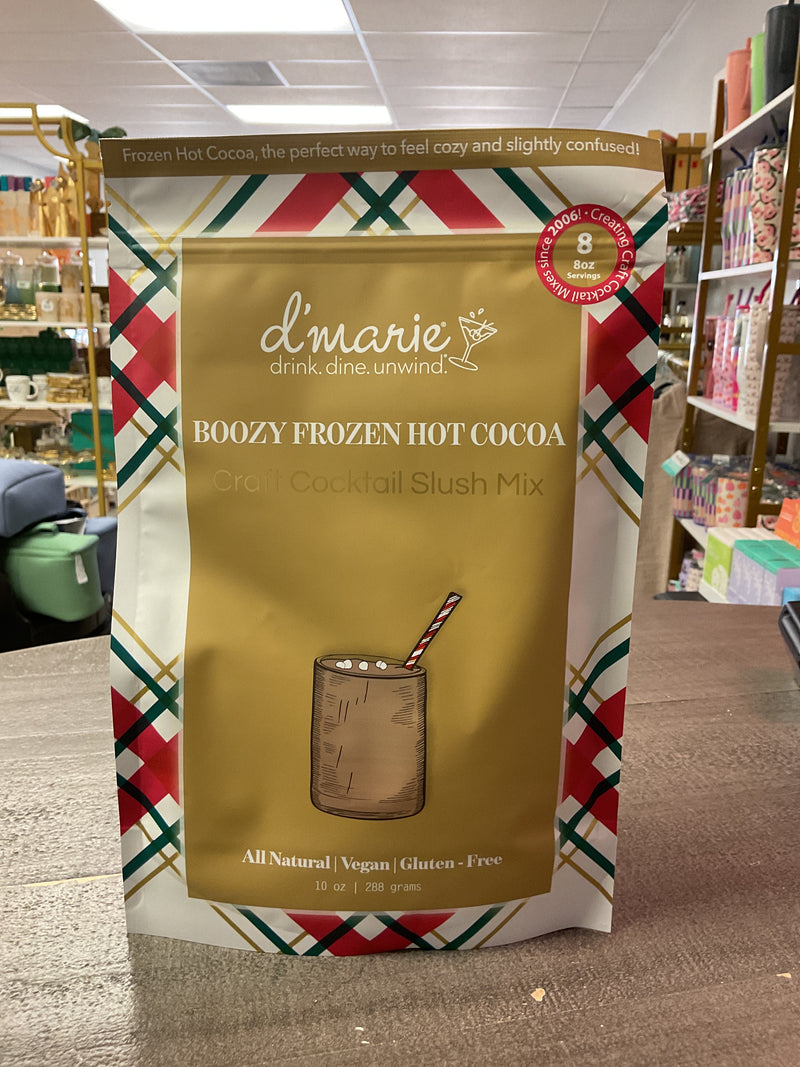 Frozen Hot Cocoa, the perfect way to feel cozy and slightly confused!
since 2006! • Creating Craft Cocktail Mixes
8
8oz
Servings
d'marie®
drink. dine. unwind.®
BOOZY FROZEN HOT COCOA
Craft Cocktail Slush Mix
All Natural | Vegan | Gluten - Free
10 oz | 288 grams